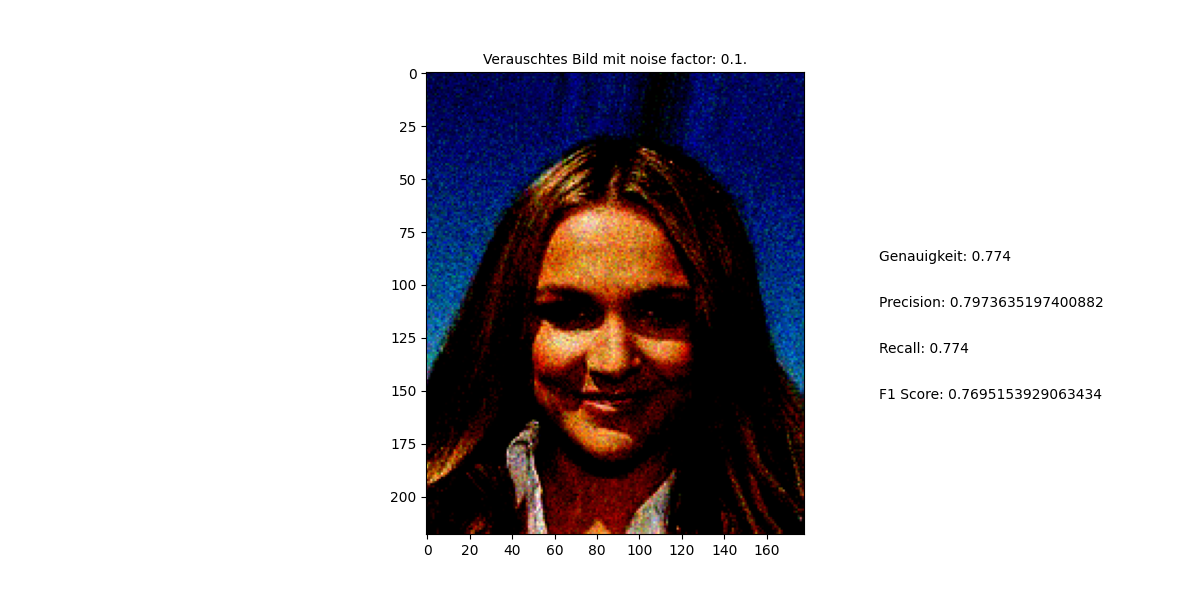 Verauschtes Bild mit noise factor: 0.1.
0
25
50
75
100
125
150
175
200
0 20 40 60 80 100 120 140 160
Genauigkeit: 0.774
Precision: 0.7973635197400882
Recall: 0.774
F1 Score: 0.7695153929063434